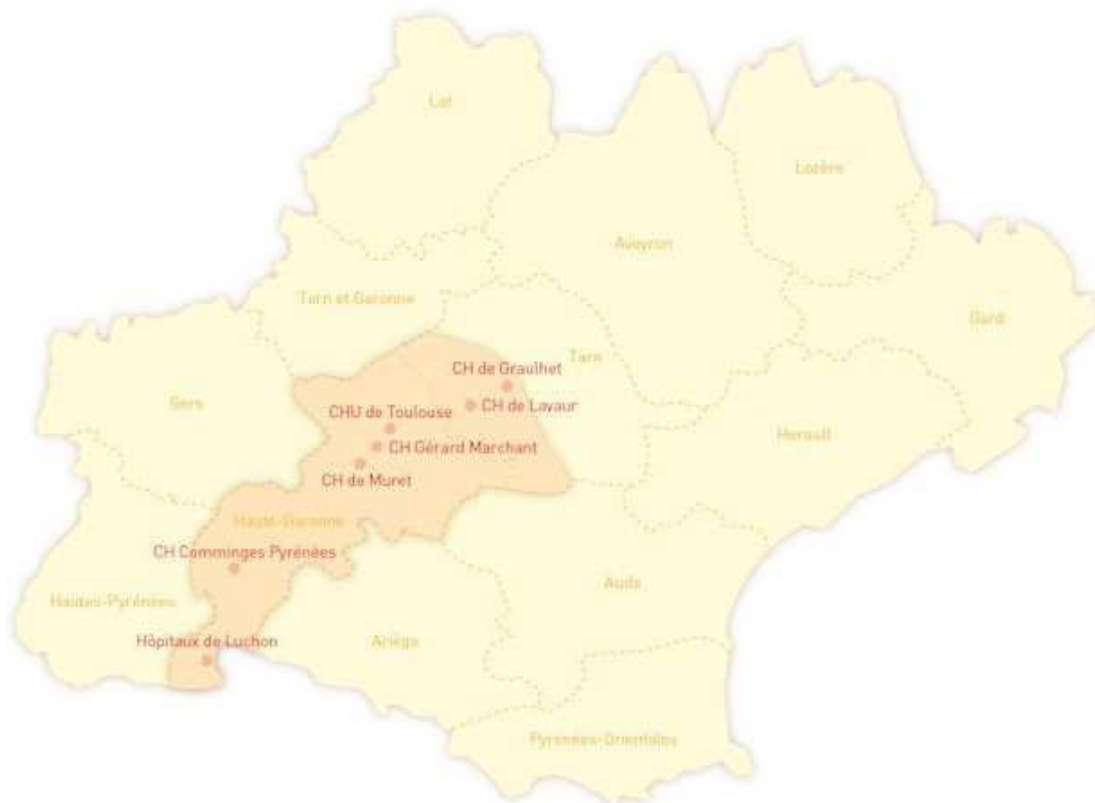 Lot
Lozère
Aveyron
Tarn et Garonne
Gard
Tarn
CH de Graulhet
Gers
CH de Lavaur
CHU de Toulouse
Herault
CH Gérard Marchant
CH de Muret
Haute-Garonne
CH Comminges Pyrénées
Aude
Hautes-Pyrénées
Hôpitaux de Luchon
Ariège
Pyrénées-Orientales